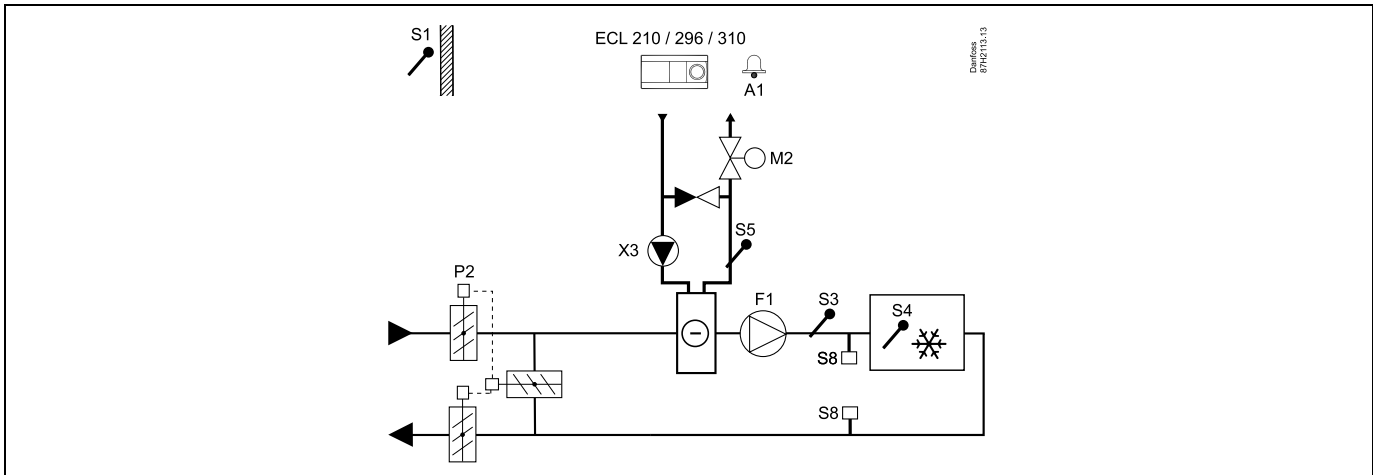 S1
ECL 210 / 296 / 310
A1
Danfoss
87H2113.13
M2
S5
X3
P2
F1
S3
S4
S8
S8